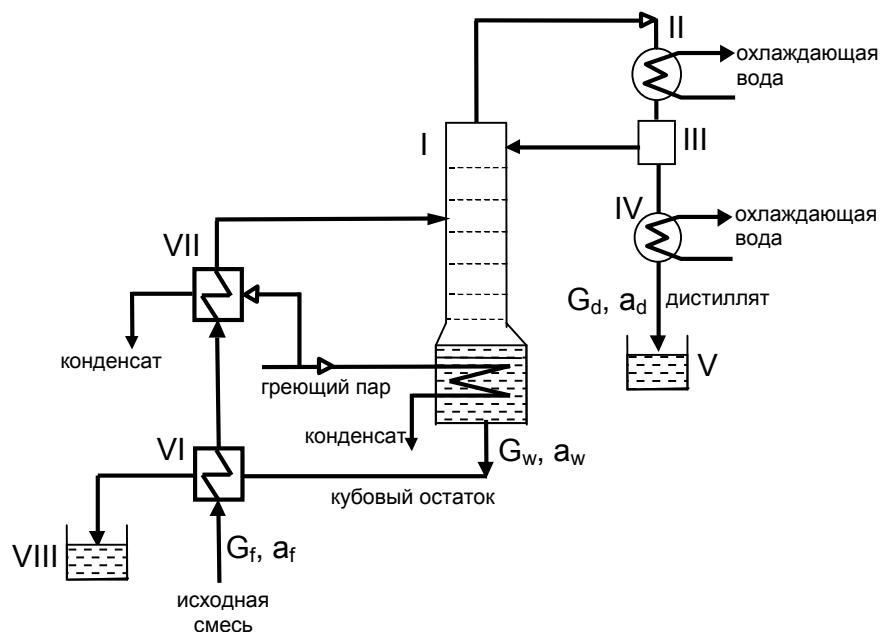 II
охлаждающая
вода
I
III
IV
охлаждающая
вода
VII
G_d, a_d дистиллят
конденсат
греющий пар
V
конденсат
VI
G_w, a_w
кубовый остаток
VIII
G_f, a_f
исходная
смесь